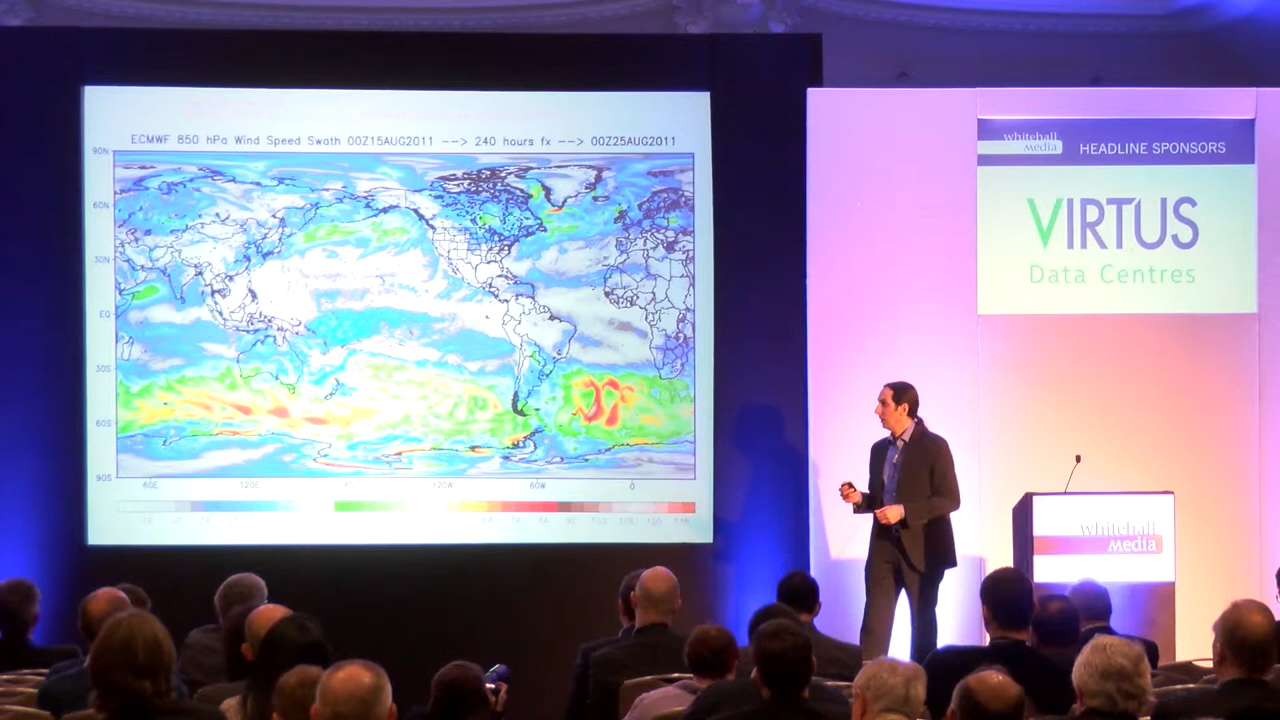 ECMWF 850 hPa Wind Speed Swath 00Z15AUG2011 --> 240 hours fx --> 00Z25AUG2011
90N
60N
30N
EQ
30S
60S
90S
60E 120E 120W 60W 0
whitehall
media
HEADLINE SPONSORS
VIRTUS
Data Centres
whitehall
media